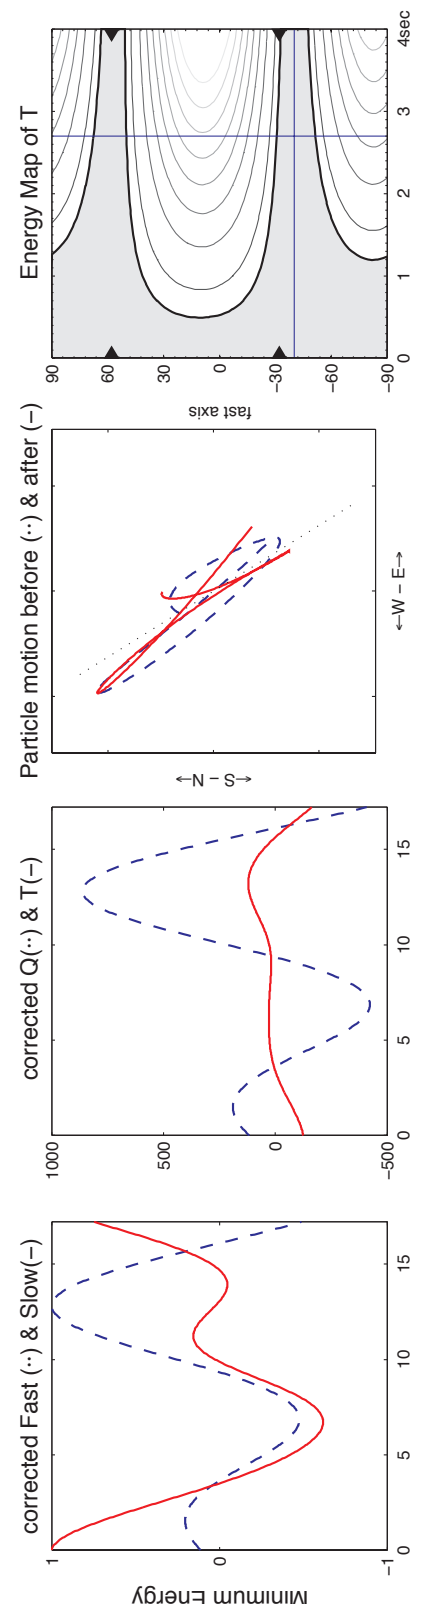 Minimum Energy
corrected Fast (··) & Slow(−)
1
0
−1
0
5
10
15
corrected Q(··) & T(−)
1000
500
0
−500
0
5
10
15
Particle motion before (··) & after (−)
←S − N→
←W − E→
Energy Map of T
fast axis
90
60
30
0
−30
−60
−90
0
1
2
3
4sec